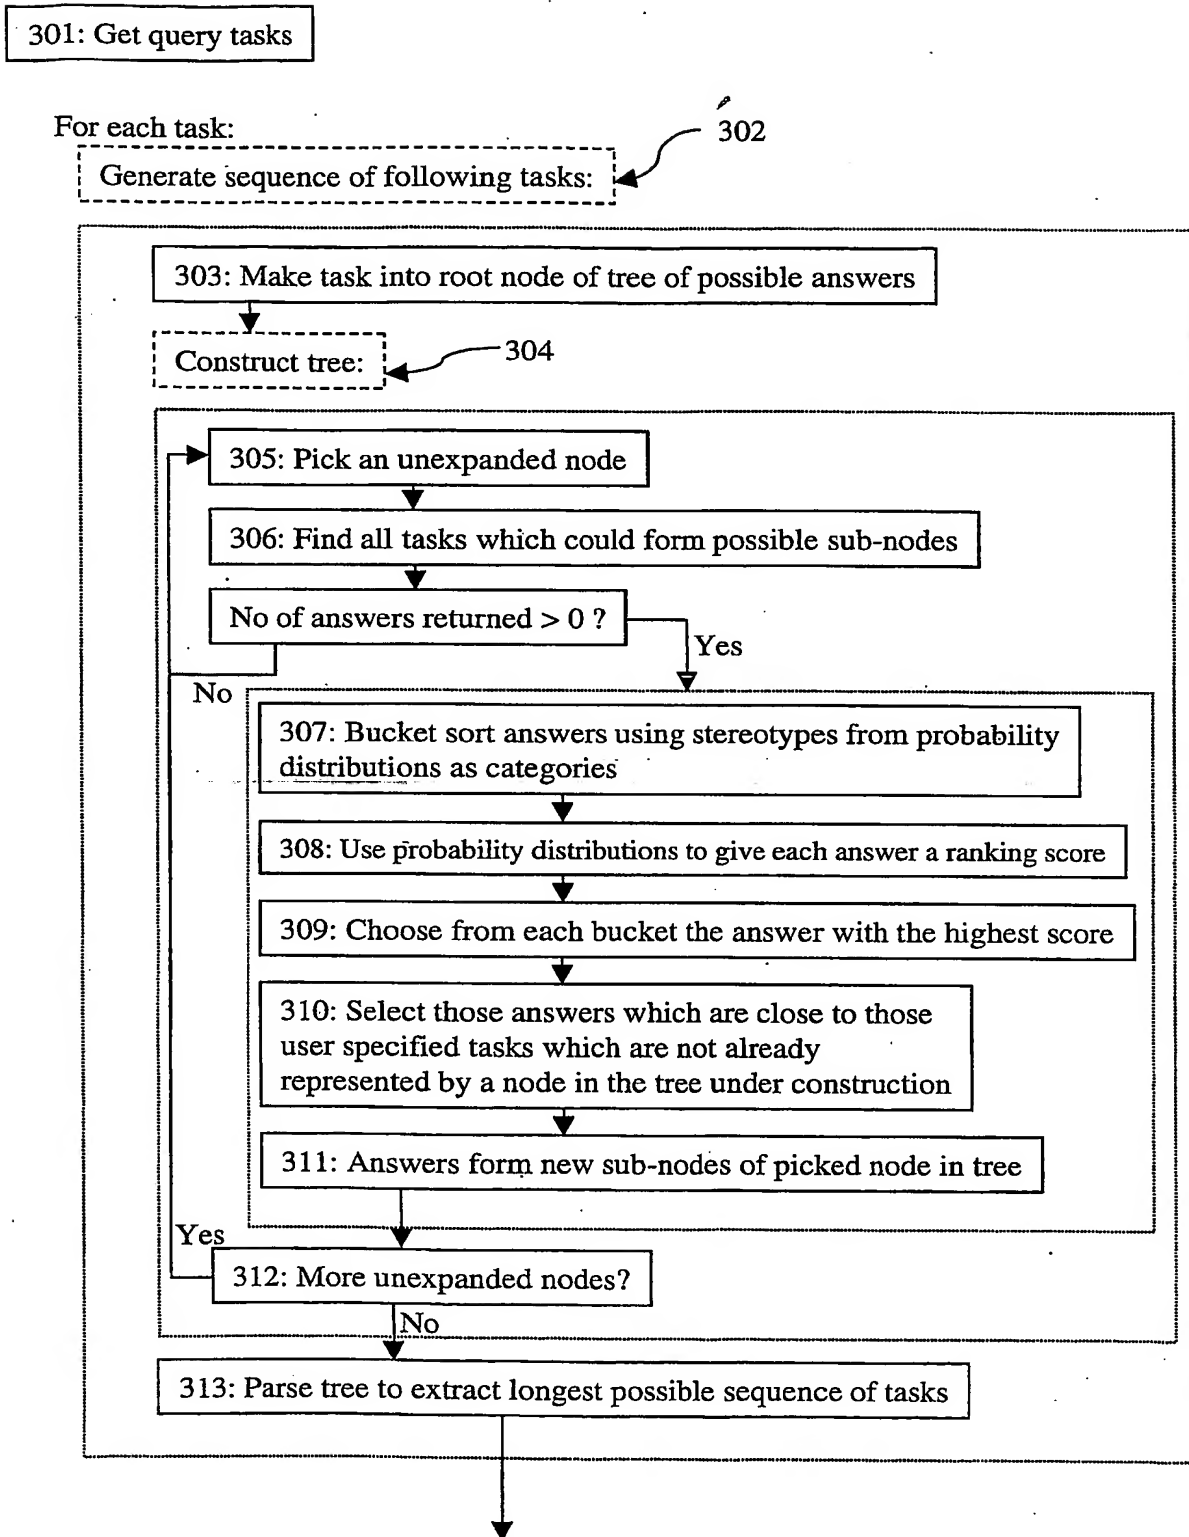 301: Get query tasks
For each task:
302
Generate sequence of following tasks:
303: Make task into root node of tree of possible answers
Construct tree:
304
305: Pick an unexpanded node
306: Find all tasks which could form possible sub-nodes
No of answers returned > 0 ?
Yes
No
307: Bucket sort answers using stereotypes from probability
distributions as categories
308: Use probability distributions to give each answer a ranking score
309: Choose from each bucket the answer with the highest score
310: Select those answers which are close to those
user specified tasks which are not already
represented by a node in the tree under construction
311: Answers form new sub-nodes of picked node in tree
Yes
312: More unexpanded nodes?
No
313: Parse tree to extract longest possible sequence of tasks